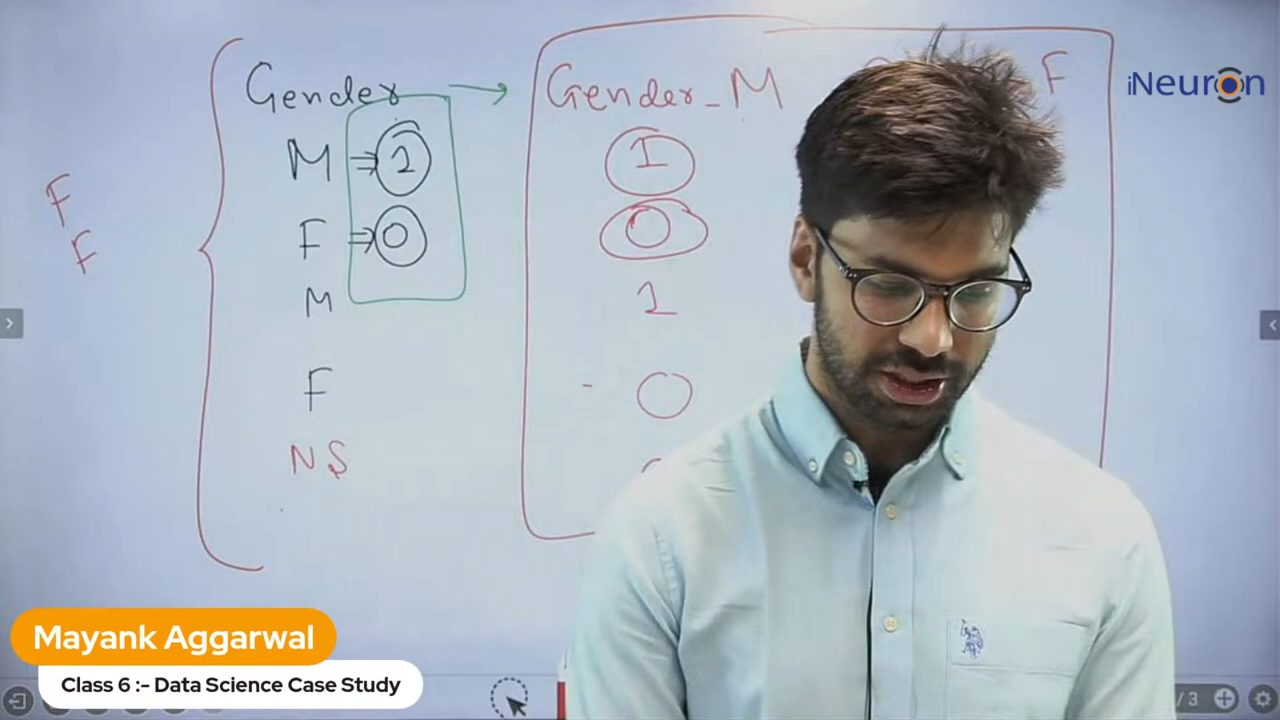 Gender → Gender_M F
iNeuron
M ⇒ 1 1
F
F ⇒ 0 0
F
M 1
F 0
NS
Mayank Aggarwal
Class 6 :- Data Science Case Study
/ 3